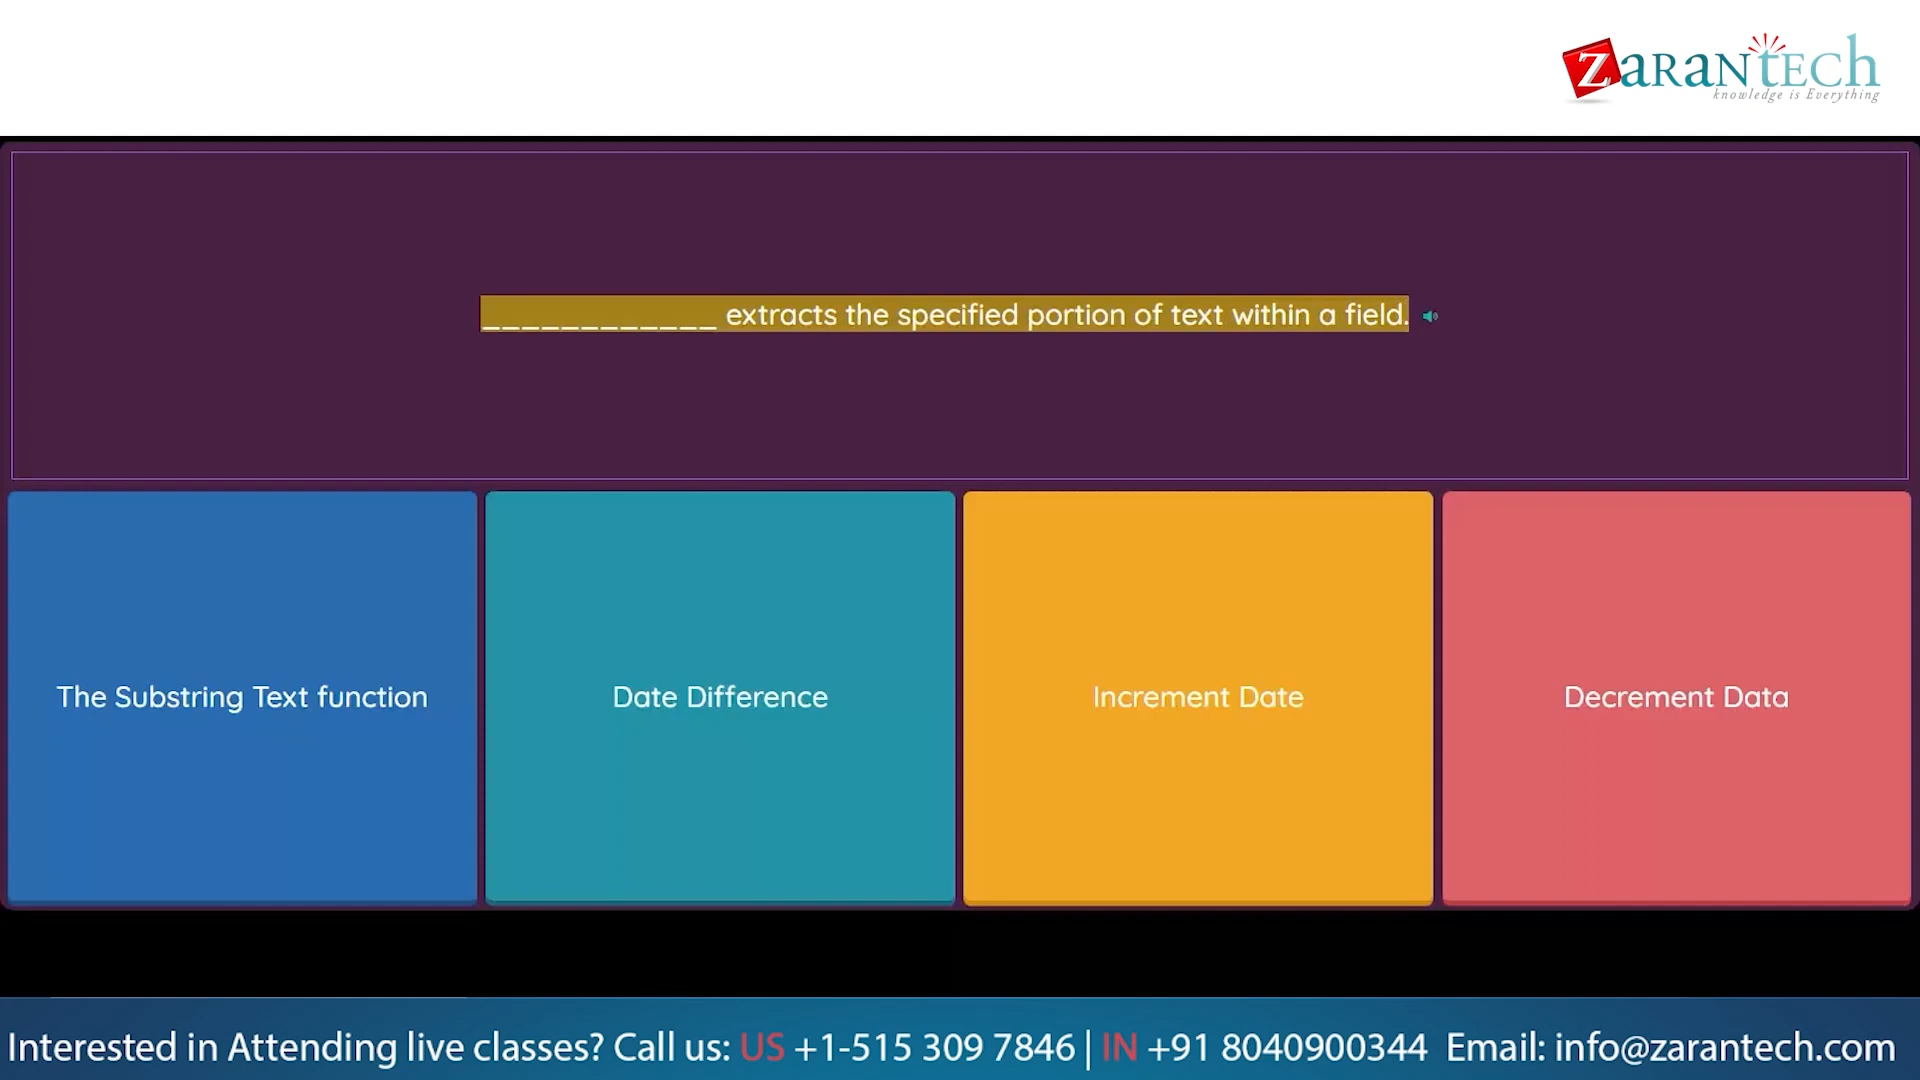 ZaranTech
knowledge is Everything
____________ extracts the specified portion of text within a field.
The Substring Text function
Date Difference
Increment Date
Decrement Data
Interested in Attending live classes? Call us: US +1-515 309 7846 | IN +91 8040900344 Email: info@zarantech.com